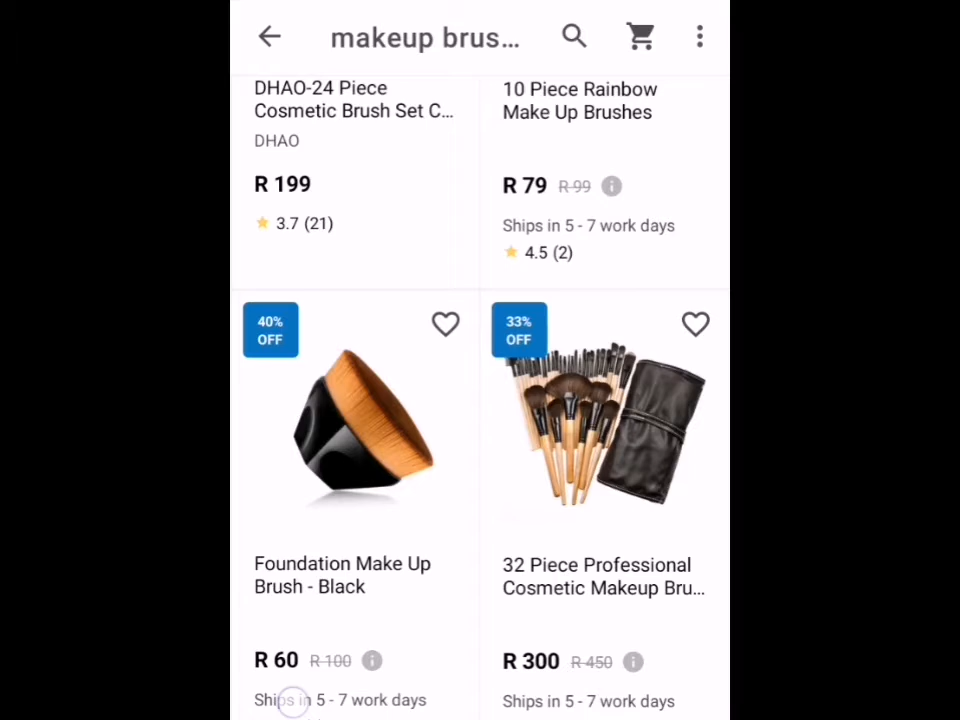 makeup brus...
DHAO-24 Piece
Cosmetic Brush Set C...
DHAO
R 199
3.7 (21)
10 Piece Rainbow
Make Up Brushes
R 79 R 99
Ships in 5 - 7 work days
4.5 (2)
40%
OFF
Foundation Make Up
Brush - Black
R 60 R 100
Ships in 5 - 7 work days
33%
OFF
32 Piece Professional
Cosmetic Makeup Bru...
R 300 R 450
Ships in 5 - 7 work days